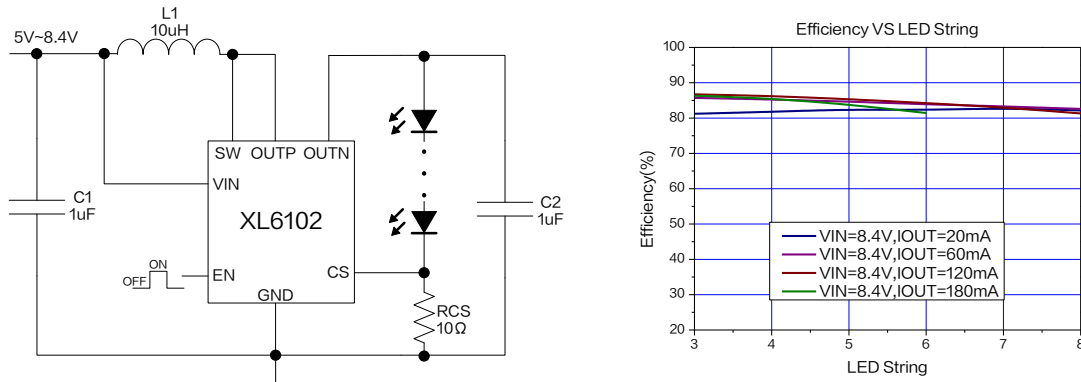 5V~8.4V
L1
10uH
SW OUTP OUTN
VIN
XL6102
C1
1uF
C2
1uF
ON
OFF
EN
CS
GND
RCS
10Ω
Efficiency VS LED String
Efficiency(%)
100
90
80
70
60
50
40
30
20
VIN=8.4V,IOUT=20mA
VIN=8.4V,IOUT=60mA
VIN=8.4V,IOUT=120mA
VIN=8.4V,IOUT=180mA
3 4 5 6 7 8
LED String